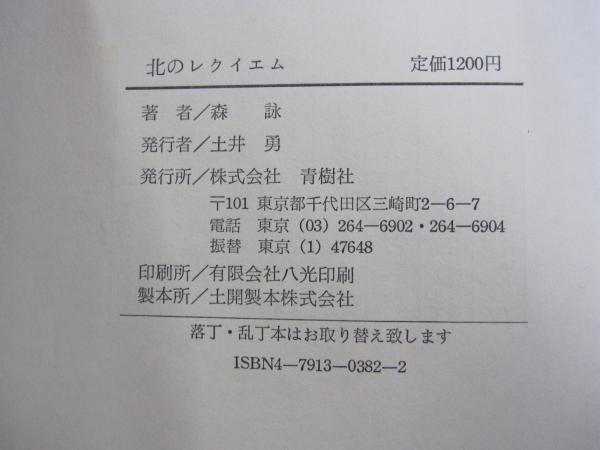 北のレクイエム 定価1200円
著 者／森 詠
発行者／土井 勇
発行所／株式会社 青樹社
〒101 東京都千代田区三崎町2―6―7
電話 東京（03）264―6902・264―6904
振替 東京（1）47648
印刷所／有限会社八光印刷
製本所／土開製本株式会社
落丁・乱丁本はお取り替え致します
ISBN4―7913―0382―2